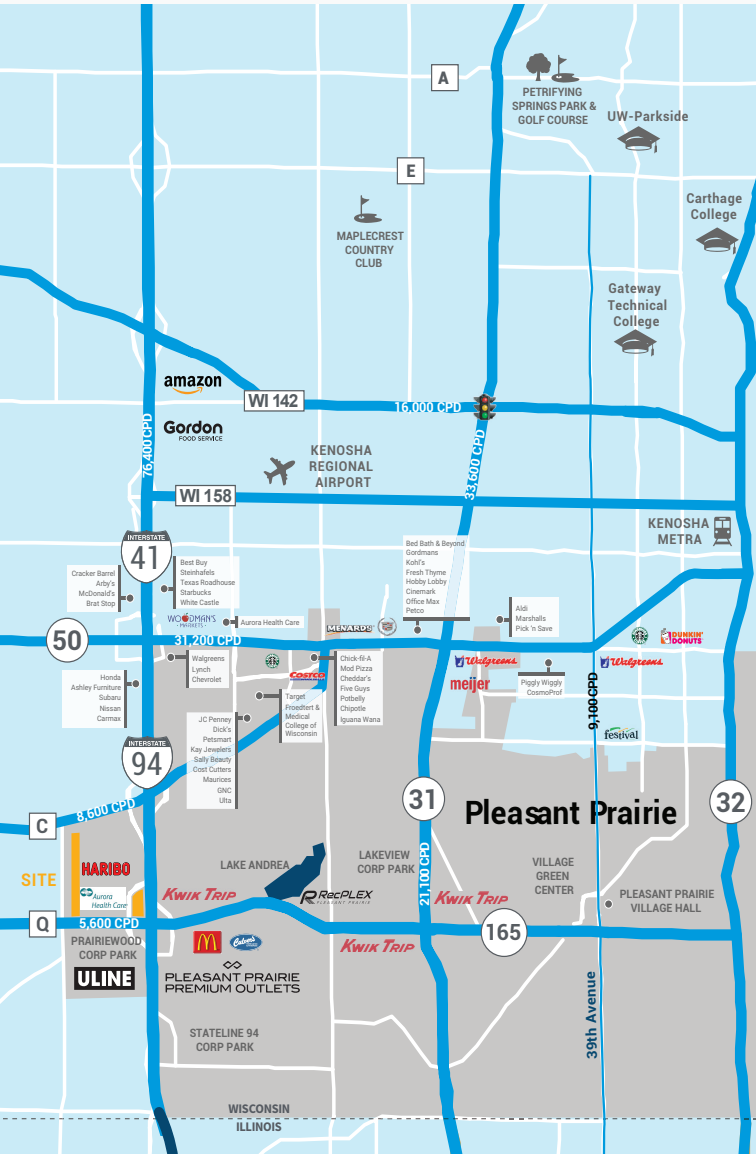 A
PETRIFYING
SPRINGS PARK &
GOLF COURSE
UW-Parkside
E
Carthage
College
MAPLECREST
COUNTRY
CLUB
Gateway
Technical
College
amazon
WI 142
16,000 CPD
76,400 CPD
Gordon
FOOD SERVICE
33,600 CPD
KENOSHA
REGIONAL
AIRPORT
WI 158
KENOSHA
METRA
INTERSTATE
41
Cracker Barrel
Arby's
McDonald's
Brat Stop
Best Buy
Steinhafels
Texas Roadhouse
Starbucks
White Castle
Bed Bath & Beyond
Gordmans
Kohl's
Fresh Thyme
Hobby Lobby
Cinemark
Office Max
Petco
Aldi
Marshalls
Pick 'n Save
WOODMAN'S
MARKETS
Aurora Health Care
MENARDS
50
31,200 CPD
DUNKIN'
DONUTS
Walgreens
Lynch
Chevrolet
COSTCO
Chick-fil-A
Mod Pizza
Cheddar's
Five Guys
Potbelly
Chipotle
Iguana Wana
Walgreens
Walgreens
meijer
Piggly Wiggly
CosmoProf
Honda
Ashley Furniture
Subaru
Nissan
Carmax
Target
Froedtert &
Medical
College of
Wisconsin
9,100 CPD
JC Penney
Dick's
Petsmart
Kay Jewelers
Sally Beauty
Cost Cutters
Maurices
GNC
Ulta
festival
INTERSTATE
94
31
32
Pleasant Prairie
8,600 CPD
C
HARIBO
SITE
Aurora
Health Care
LAKE ANDREA
LAKEVIEW
CORP PARK
21,100 CPD
VILLAGE
GREEN
CENTER
KWIK TRIP
RecPLEX
PLEASANT PRAIRIE
KWIK TRIP
PLEASANT PRAIRIE
VILLAGE HALL
Q
5,600 CPD
165
PRAIRIEWOOD
CORP PARK
Culver's
KWIK TRIP
ULINE
PLEASANT PRAIRIE
PREMIUM OUTLETS
39th Avenue
STATELINE 94
CORP PARK
WISCONSIN
ILLINOIS